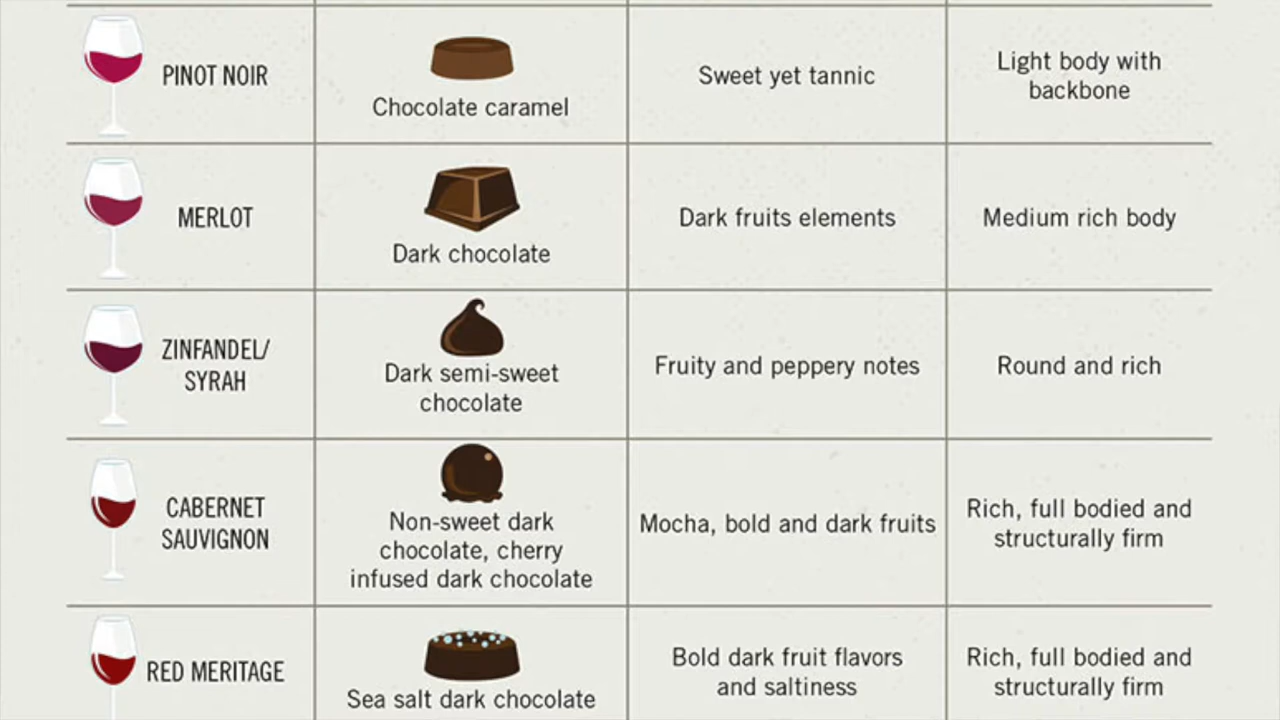 PINOT NOIR
Chocolate caramel
Sweet yet tannic
Light body with
backbone
MERLOT
Dark chocolate
Dark fruits elements
Medium rich body
ZINFANDEL/
SYRAH
Dark semi-sweet
chocolate
Fruity and peppery notes
Round and rich
CABERNET
SAUVIGNON
Non-sweet dark
chocolate, cherry
infused dark chocolate
Mocha, bold and dark fruits
Rich, full bodied and
structurally firm
RED MERITAGE
Sea salt dark chocolate
Bold dark fruit flavors
and saltiness
Rich, full bodied and
structurally firm